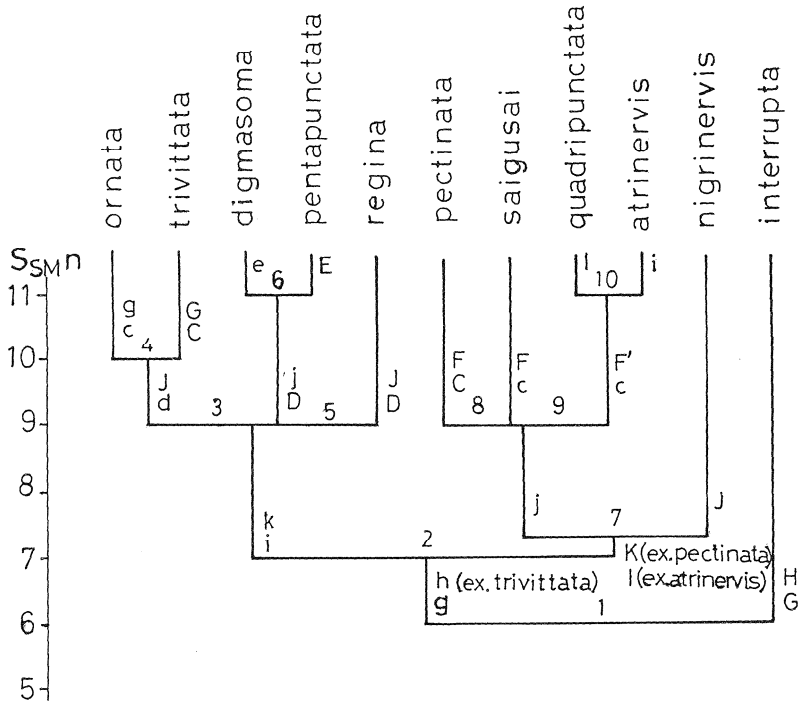 ornata
trivittata
digmasoma
pentapunctata
regina
pectinata
saigusai
quadripunctata
atrinervis
nigrinervis
interrupta
SSMn
e 6 E I 10 i
11
g G
c 4 C
10
J j J F F F'
d 3 D 5 D C 8 c 9 c
9
8
j 7 J
k
i 2
7
K(ex.pectinata)
h (ex.trivittata) I(ex.atrinervis) H
g 1 G
6
5